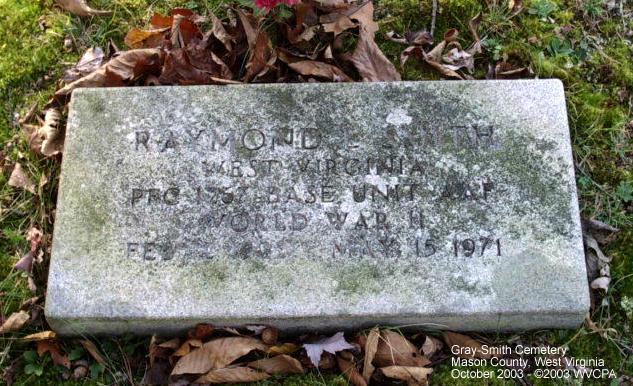 RAYMOND L SMITH
WEST VIRGINIA
PFC BASE UNIT AAF
WORLD WAR II
FEB MAY 15 1971
Gray-Smith Cemetery
Mason County, West Virginia
October 2003 - ©2003 WVCPA